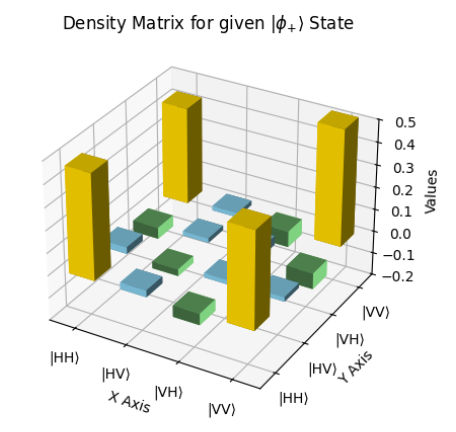 Density Matrix for given |ϕ₊⟩ State
0.5
0.4
0.3
0.2
0.1
0.0
−0.1
−0.2
Values
|HH⟩
|HV⟩
|VH⟩
|VV⟩
X Axis
|HH⟩
|HV⟩
|VH⟩
|VV⟩
Y Axis